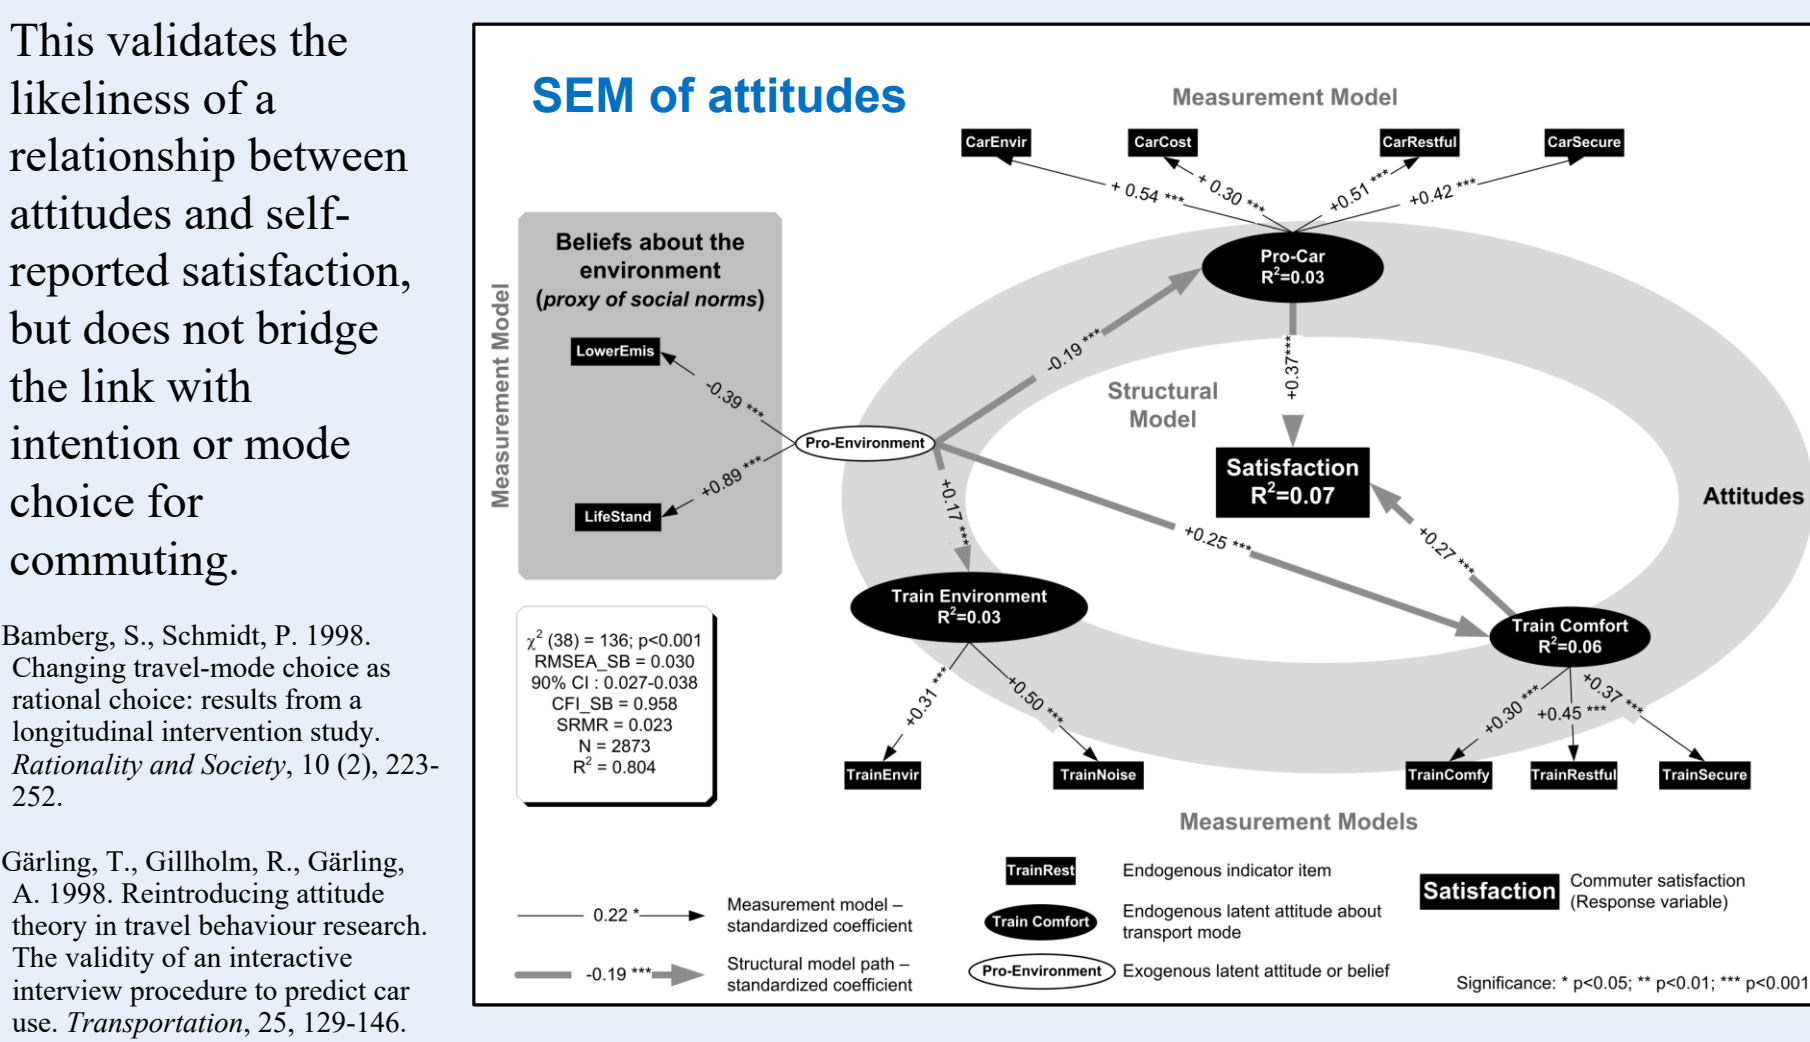 This validates the
likeliness of a
relationship between
attitudes and self-
reported satisfaction,
but does not bridge
the link with
intention or mode
choice for
commuting.
Bamberg, S., Schmidt, P. 1998.
Changing travel-mode choice as
rational choice: results from a
longitudinal intervention study.
Rationality and Society, 10 (2), 223-
252.
Gärling, T., Gillholm, R., Gärling,
A. 1998. Reintroducing attitude
theory in travel behaviour research.
The validity of an interactive
interview procedure to predict car
use. Transportation, 25, 129-146.
SEM of attitudes
Measurement Model
CarEnvir
CarCost
CarRestful
CarSecure
+ 0.54 ***
+ 0.30 ***
+0.51 ***
+0.42 ***
Pro-Car
R²=0.03
Measurement Model
Beliefs about the
environment
(proxy of social norms)
LowerEmis
-0.39 ***
+0.89 ***
LifeStand
Pro-Environment
-0.19 ***
+0.37***
Structural
Model
Satisfaction
R²=0.07
Attitudes
+0.17 ***
+0.25 ***
+0.27 ***
Train Environment
R²=0.03
Train Comfort
R²=0.06
+0.31 ***
+0.50 ***
+0.30 ***
+0.45 ***
+0.37 ***
TrainEnvir
TrainNoise
TrainComfy
TrainRestful
TrainSecure
χ² (38) = 136; p<0.001
RMSEA_SB = 0.030
90% CI : 0.027-0.038
CFI_SB = 0.958
SRMR = 0.023
N = 2873
R² = 0.804
Measurement Models
0.22 *
Measurement model –
standardized coefficient
-0.19 ***
Structural model path –
standardized coefficient
TrainRest
Endogenous indicator item
Train Comfort
Endogenous latent attitude about
transport mode
Pro-Environment
Exogenous latent attitude or belief
Satisfaction
Commuter satisfaction
(Response variable)
Significance: * p<0.05; ** p<0.01; *** p<0.001